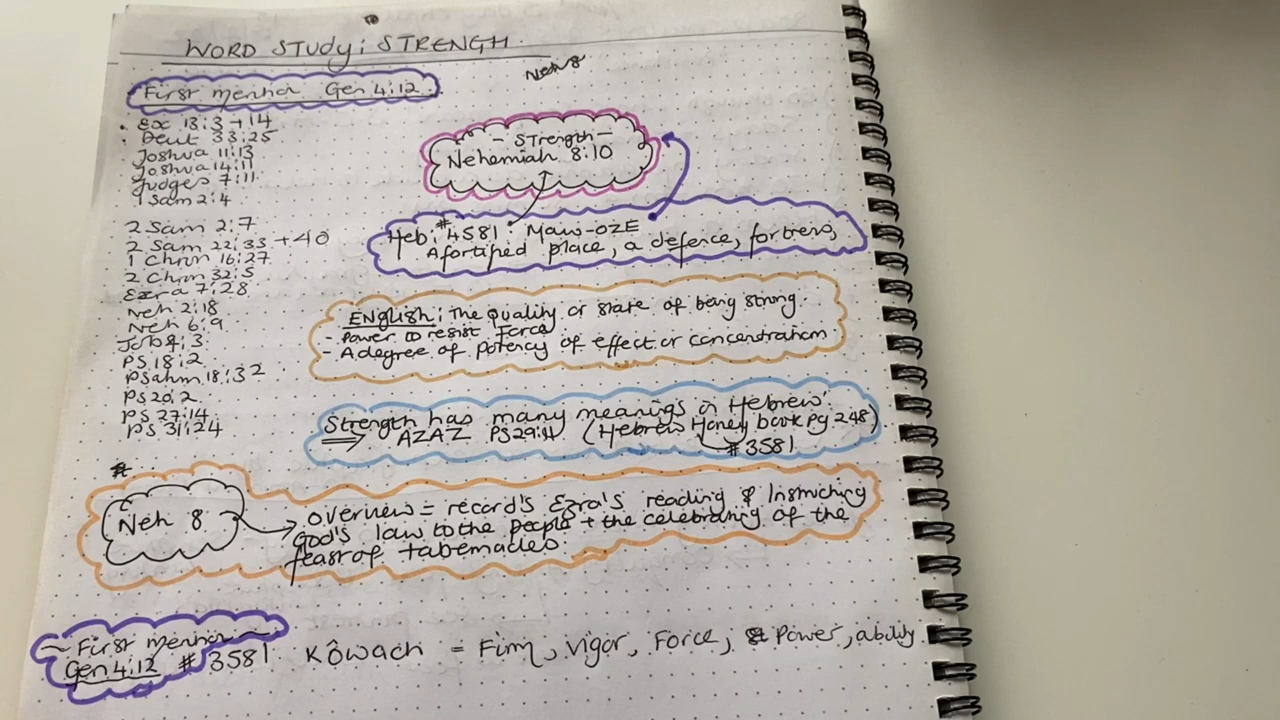 WORD STUDY: STRENGTH.
Neh 8
First mention Gen 4:12.
• Ex 13:3 + 14
• Deut 33:25
Joshua 11:13
Joshua 14:11
Judges 7:11
1 Sam 2:4
2 Sam 2:7
2 Sam 22:33 + 40
1 Chron 16:27
2 Chron 32:5
Ezra 7:28
Neh 2:18
Neh 6:9
Job 4:3
PS 18:2
PSahm 18:32
PS 20:2
PS 27:14
PS 31:24
- STrength -
Nehemiah 8:10
Heb: #4581: Maw-OZE
A fortified place, a defence, fortress,
ENglish: The quality or state of being strong.
- Power to resist Force
- A degree of potency of effect or concentration
Strength has many meanings in Hebrew:
⇒ AZAZ PS 29:11 (Hebrew Honey book pg 248)
#3581
Neh 8 → overview = record's Ezra's reading & Instructing
God's law to the people + the celebrating of the
feast of tabernacles.
~ First mention ~
Gen 4:12 #3581 Kôwach = Firm, vigor, Force, Power, ability